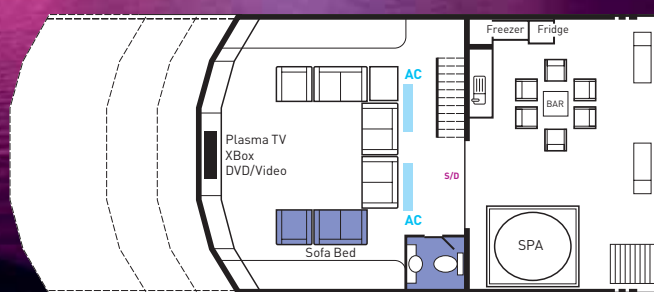 Freezer Fridge
AC
BAR
Plasma TV
XBox
DVD/Video
S/D
AC
Sofa Bed
SPA